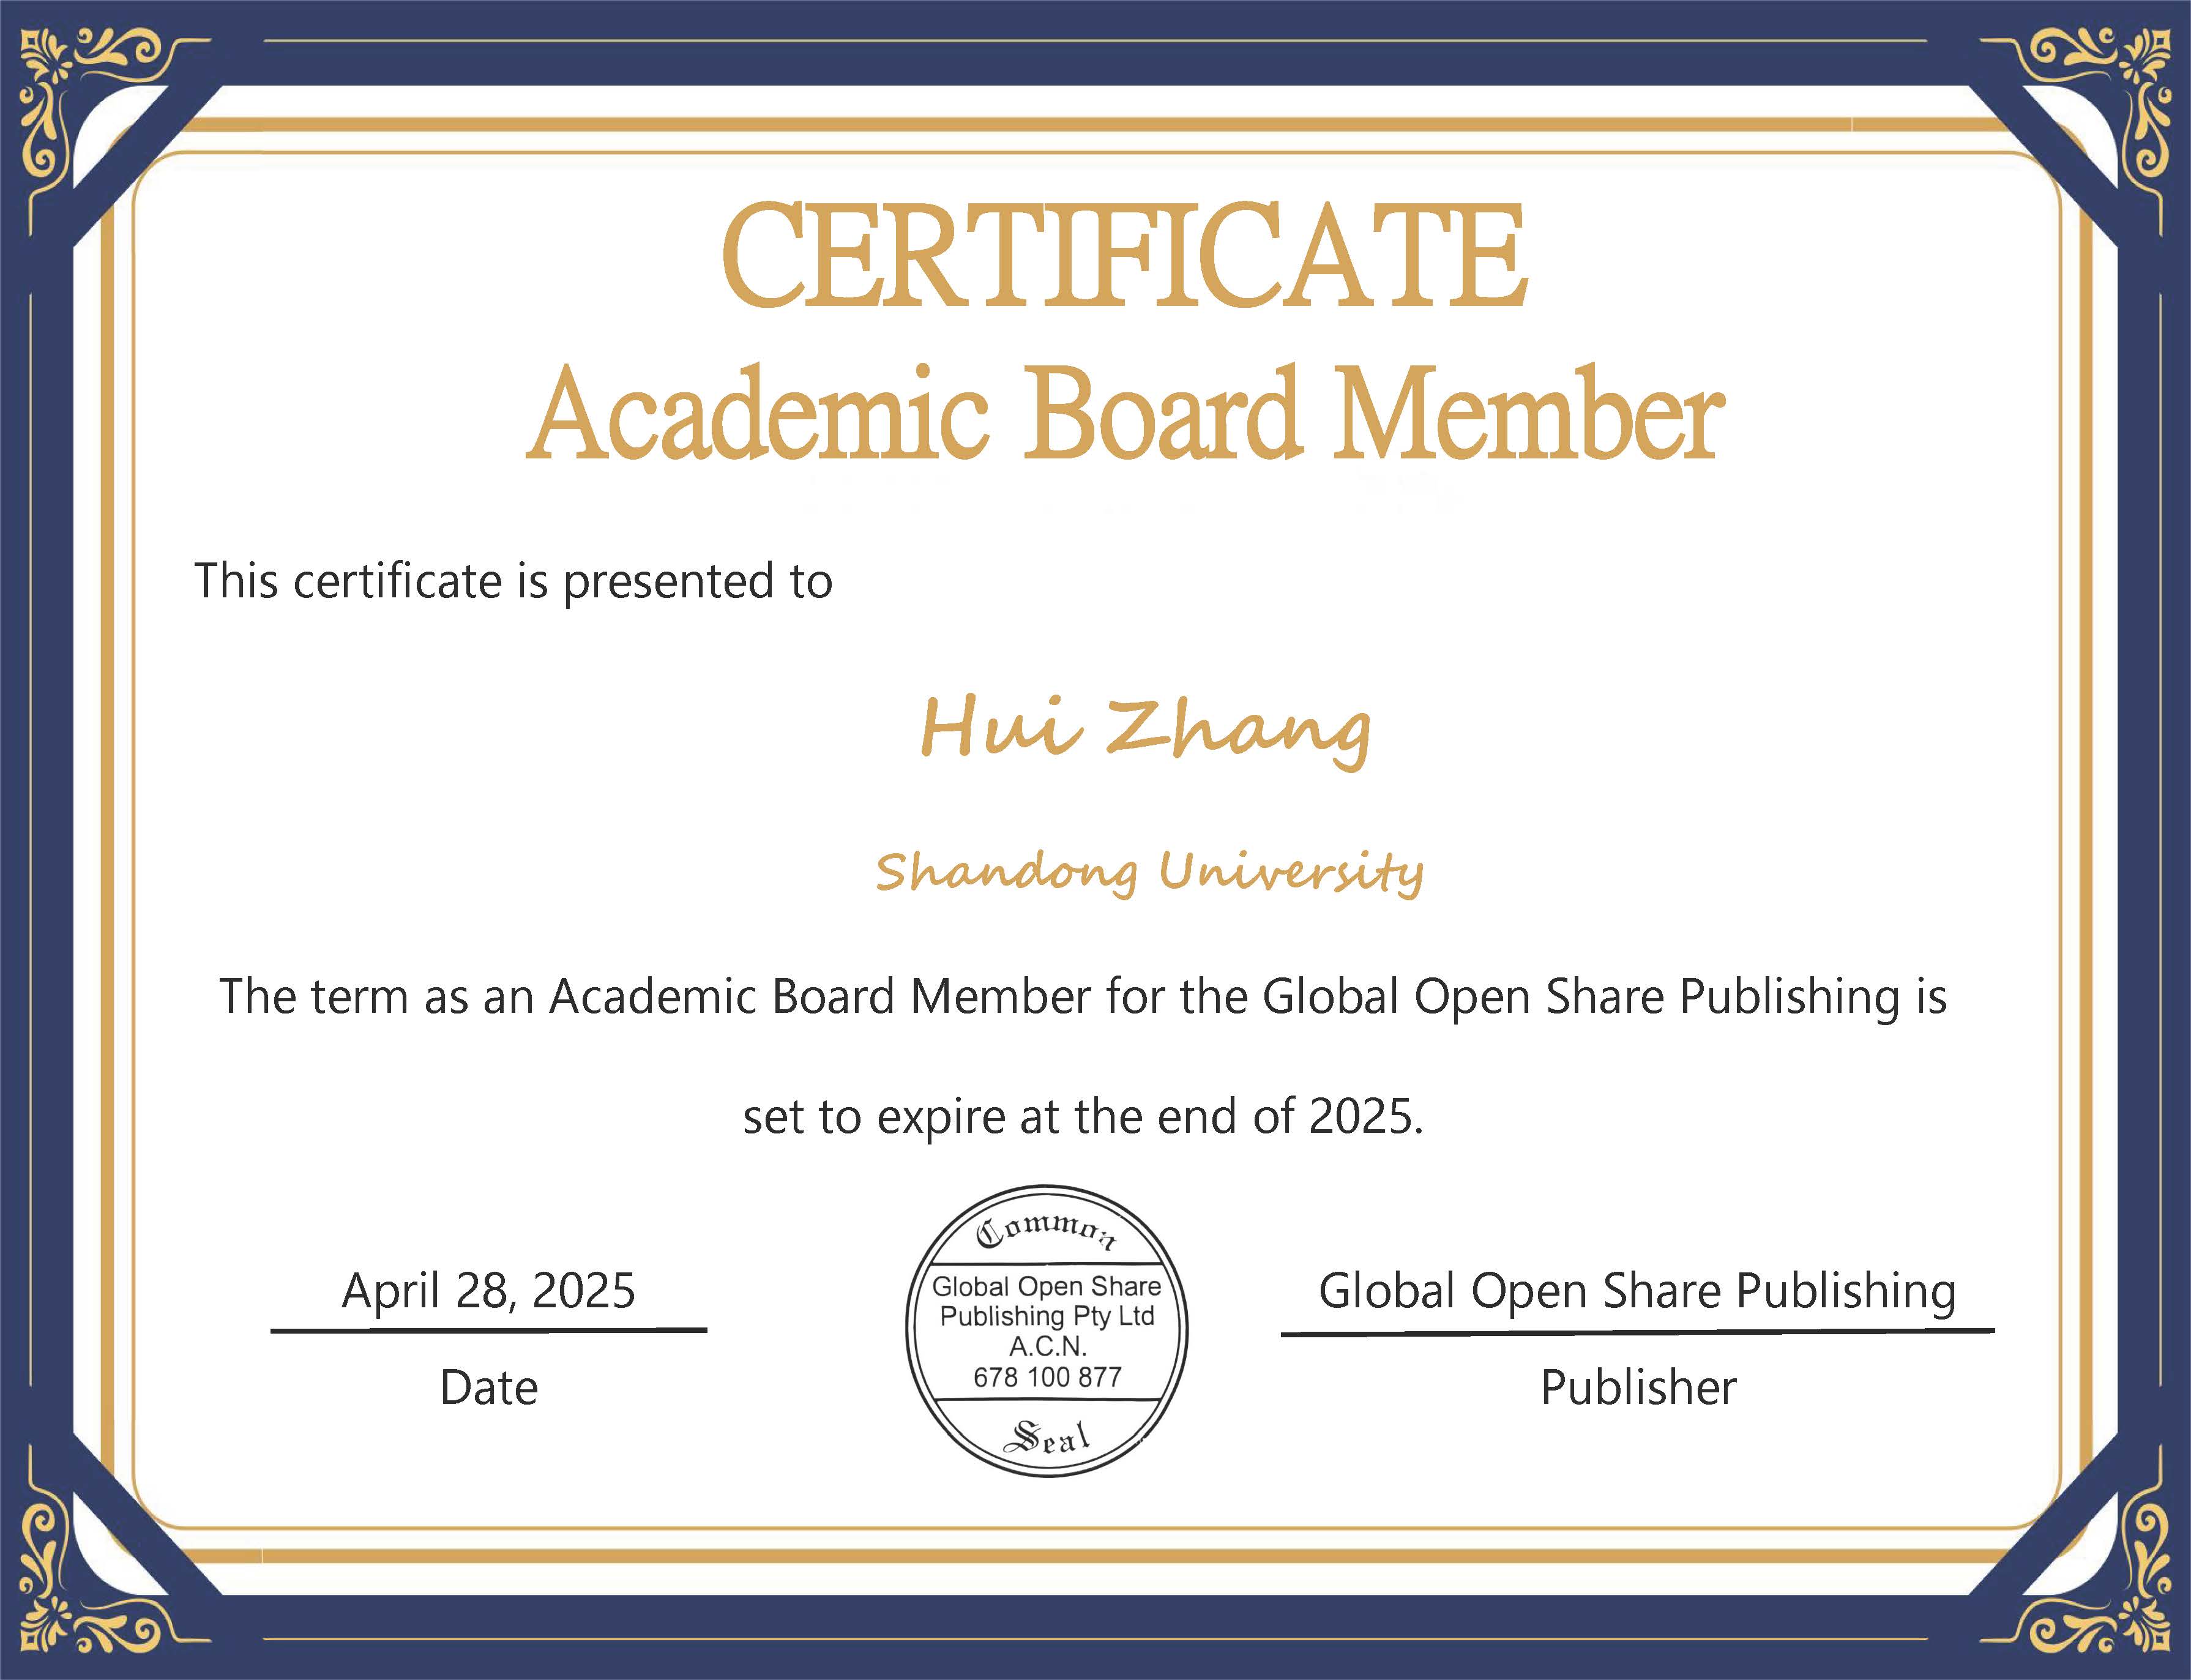 CERTIFICATE
Academic Board Member
This certificate is presented to
Hui Zhang
Shandong University
The term as an Academic Board Member for the Global Open Share Publishing is
set to expire at the end of 2025.
April 28, 2025
Date
Common
Global Open Share
Publishing Pty Ltd
A.C.N.
678 100 877
Seal
Global Open Share Publishing
Publisher